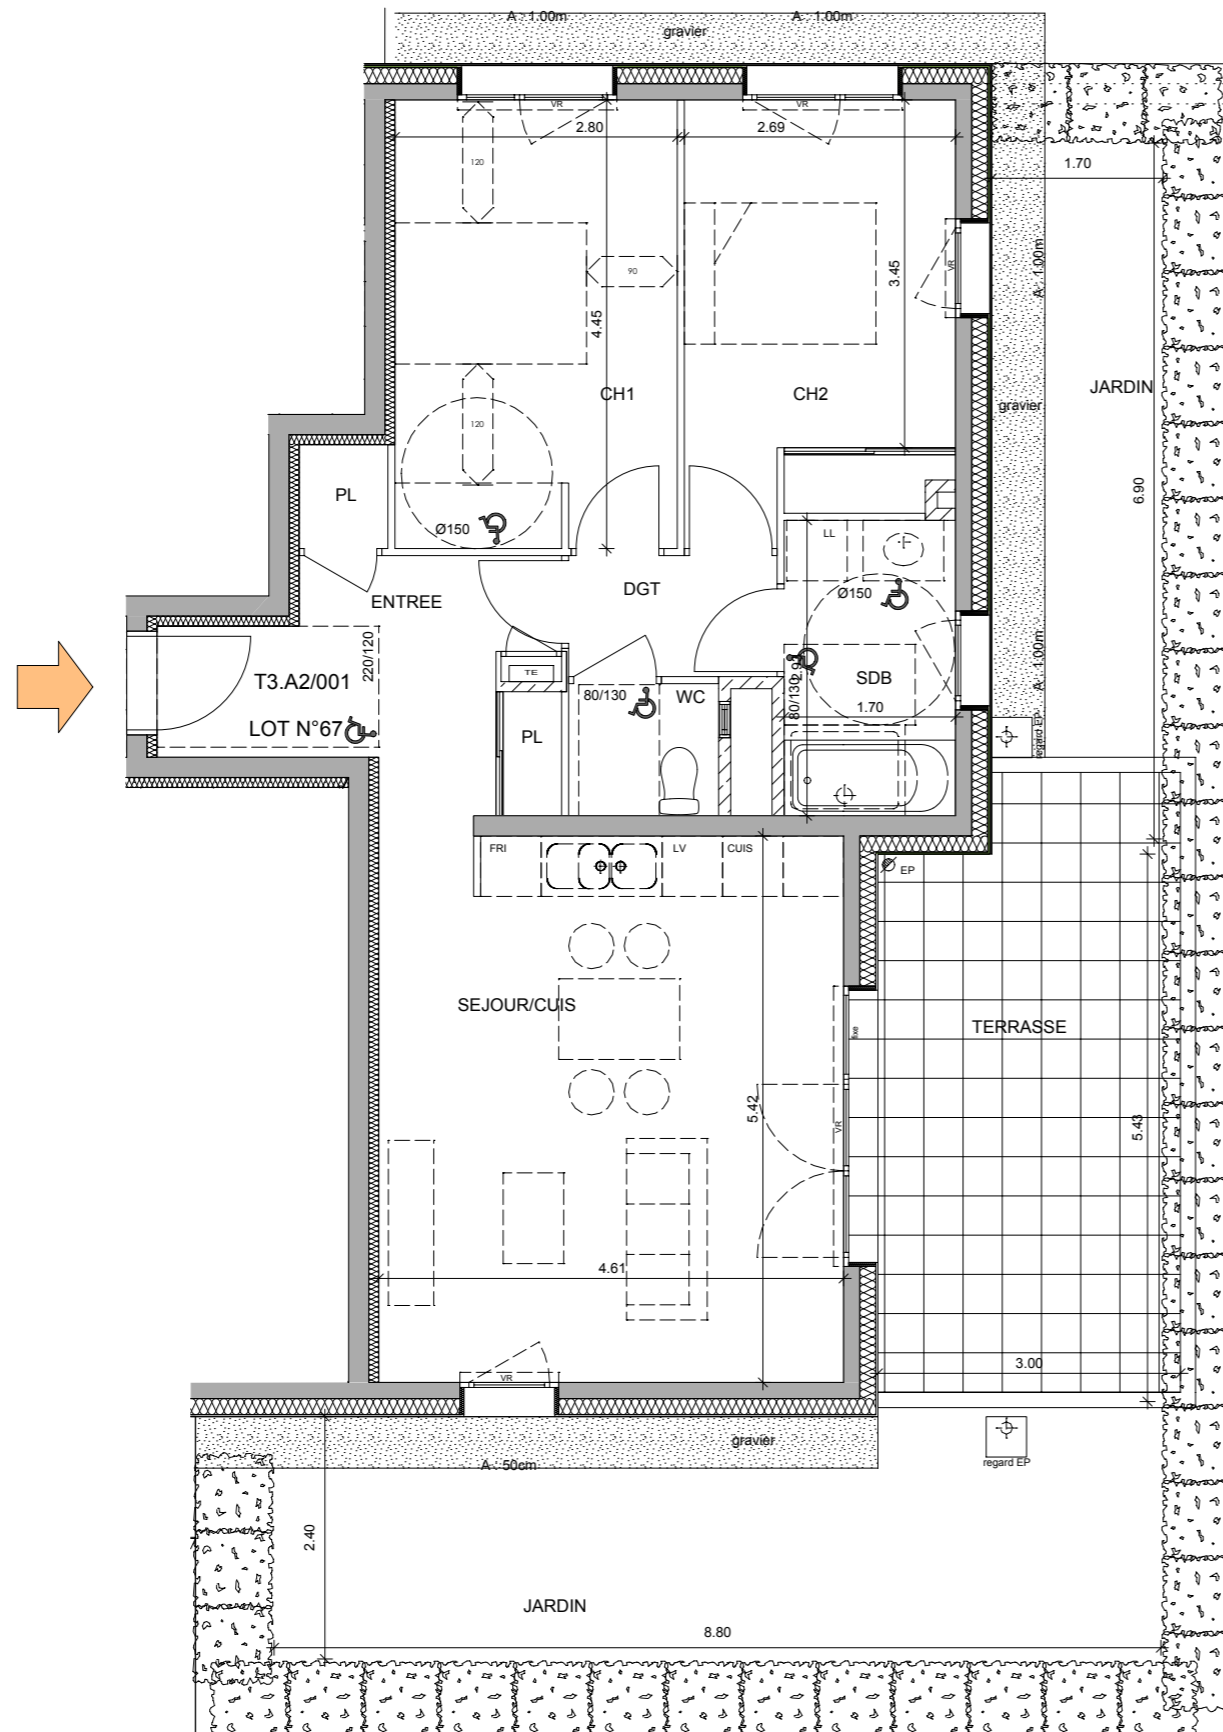 A : 1.00m
A : 1.00m
gravier
VR
VR
2.80
2.69
120
1.70
90
VR
A : 1.00m
3.45
4.45
CH1
CH2
JARDIN
gravier
120
PL
6.90
Ø150
LL
DGT
Ø150
ENTREE
220/120
T3.A2/001
TE
80/130
WC
80/130
2.93
SDB
A : 1.00m
1.70
LOT N°67
PL
regard EP
FRI
LV
CUIS
EP
SEJOUR/CUIS
fixe
TERRASSE
5.42
VR
5.43
4.61
3.00
VR
gravier
A : 50cm
regard EP
2.40
JARDIN
8.80